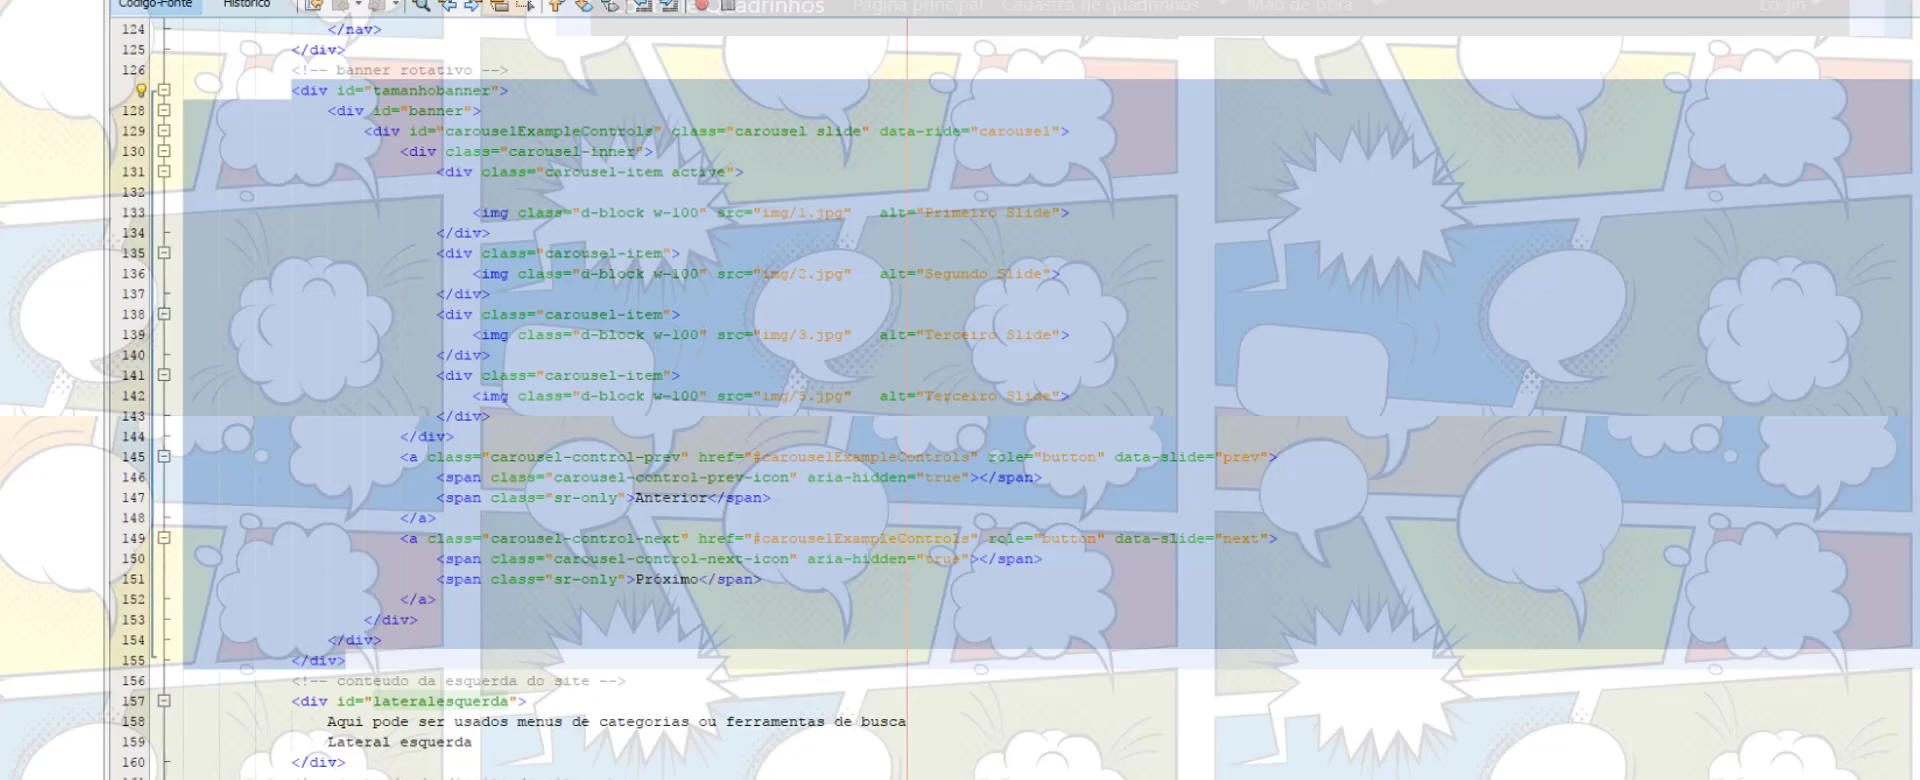 Código-Fonte Histórico
Quadrinhos Página principal Cadastra de quadrinhos Mão de obra Login
124 </nav>
125 </div>
126 <!-- banner rotativo -->
<div id="tamanhobanner">
128 <div id="banner">
129 <div id="carouselExampleControls" class="carousel slide" data-ride="carousel">
130 <div class="carousel-inner">
131 <div class="carousel-item active">
132
133 <img class="d-block w-100" src="img/1.jpg" alt="Primeiro Slide">
134 </div>
135 <div class="carousel-item">
136 <img class="d-block w-100" src="img/2.jpg" alt="Segundo Slide">
137 </div>
138 <div class="carousel-item">
139 <img class="d-block w-100" src="img/3.jpg" alt="Terceiro Slide">
140 </div>
141 <div class="carousel-item">
142 <img class="d-block w-100" src="img/5.jpg" alt="Terceiro Slide">
143 </div>
144 </div>
145 <a class="carousel-control-prev" href="#carouselExampleControls" role="button" data-slide="prev">
146 <span class="carousel-control-prev-icon" aria-hidden="true"></span>
147 <span class="sr-only">Anterior</span>
148 </a>
149 <a class="carousel-control-next" href="#carouselExampleControls" role="button" data-slide="next">
150 <span class="carousel-control-next-icon" aria-hidden="true"></span>
151 <span class="sr-only">Próximo</span>
152 </a>
153 </div>
154 </div>
155 </div>
156 <!-- conteudo da esquerda do site -->
157 <div id="lateralesquerda">
158 Aqui pode ser usados menus de categorias ou ferramentas de busca
159 Lateral esquerda
160 </div>